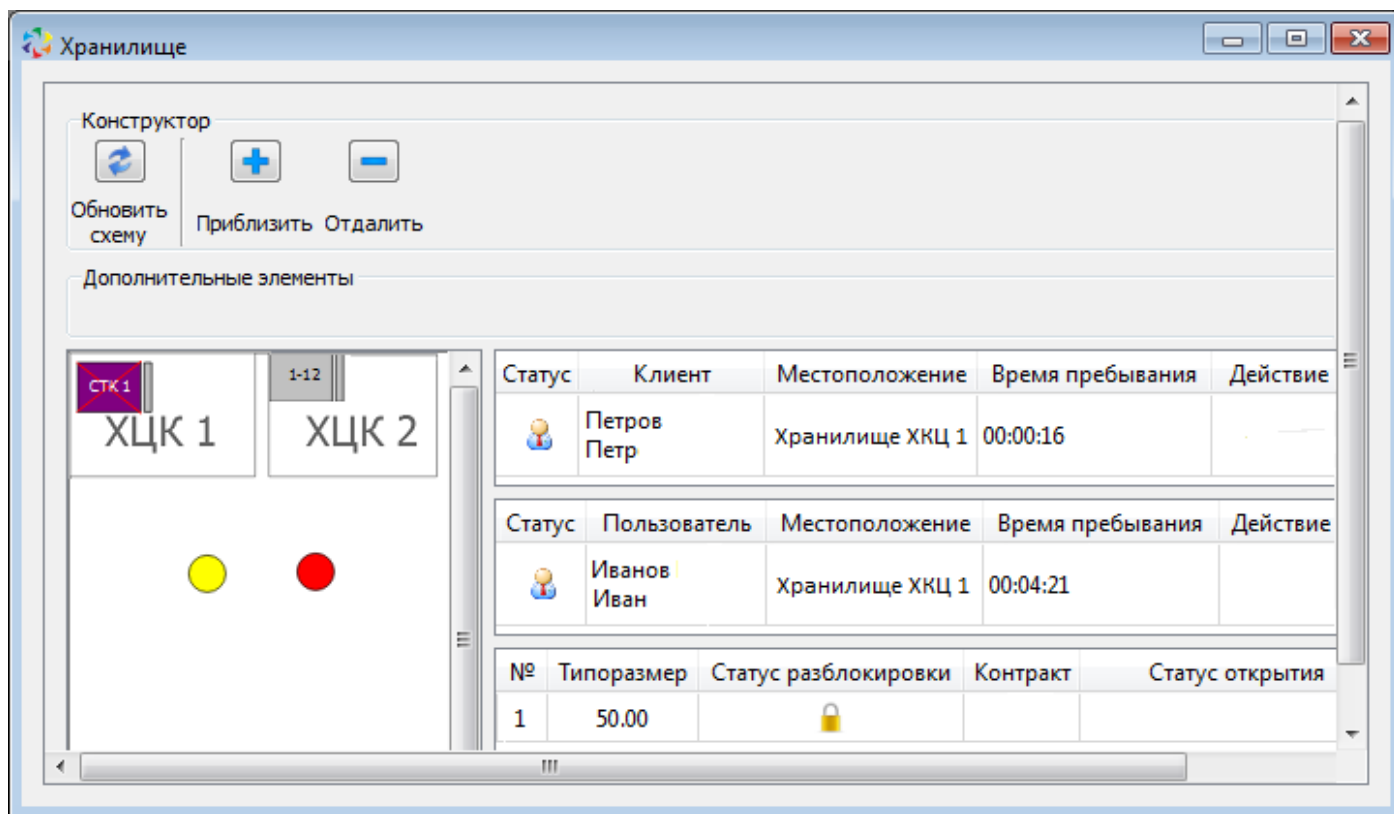 Хранилище
Конструктор
Обновить
схему
Приблизить Отдалить
Дополнительные элементы
СТК 1
ХЦК 1
1-12
ХЦК 2
Статус Клиент Местоположение Время пребывания Действие
Петров
Петр
Хранилище ХКЦ 1 00:00:16
Статус Пользователь Местоположение Время пребывания Действие
Иванов
Иван
Хранилище ХКЦ 1 00:04:21
№ Типоразмер Статус разблокировки Контракт Статус открытия
1 50.00